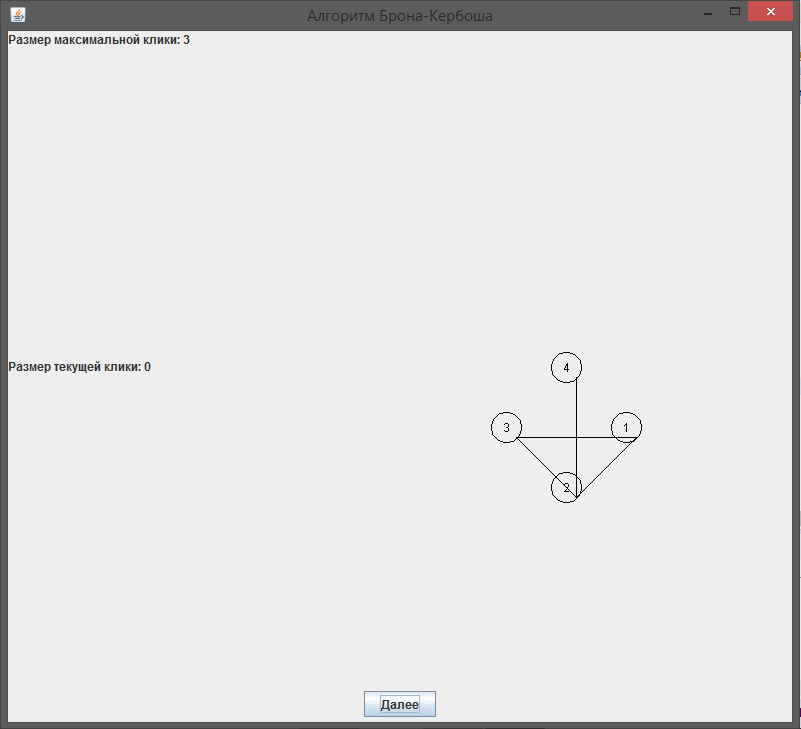 Алгоритм Брона-Кербоша
Размер максимальной клики: 3
Размер текущей клики: 0
4
3
1
2
Далее